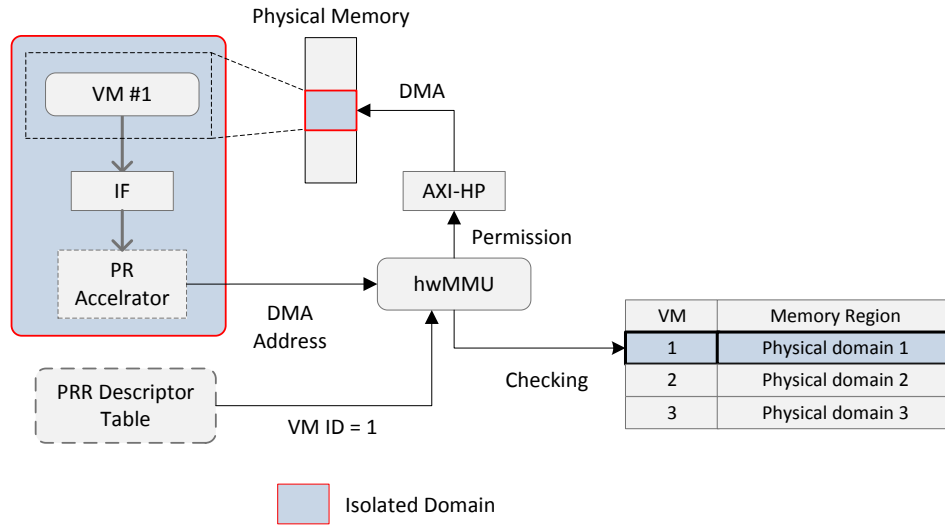 Physical Memory
VM #1
DMA
IF
AXI-HP
Permission
PR
Accelrator
hwMMU
DMA
Address
VM Memory Region
1 Physical domain 1
2 Physical domain 2
3 Physical domain 3
Checking
PRR Descriptor
Table
VM ID = 1
Isolated Domain